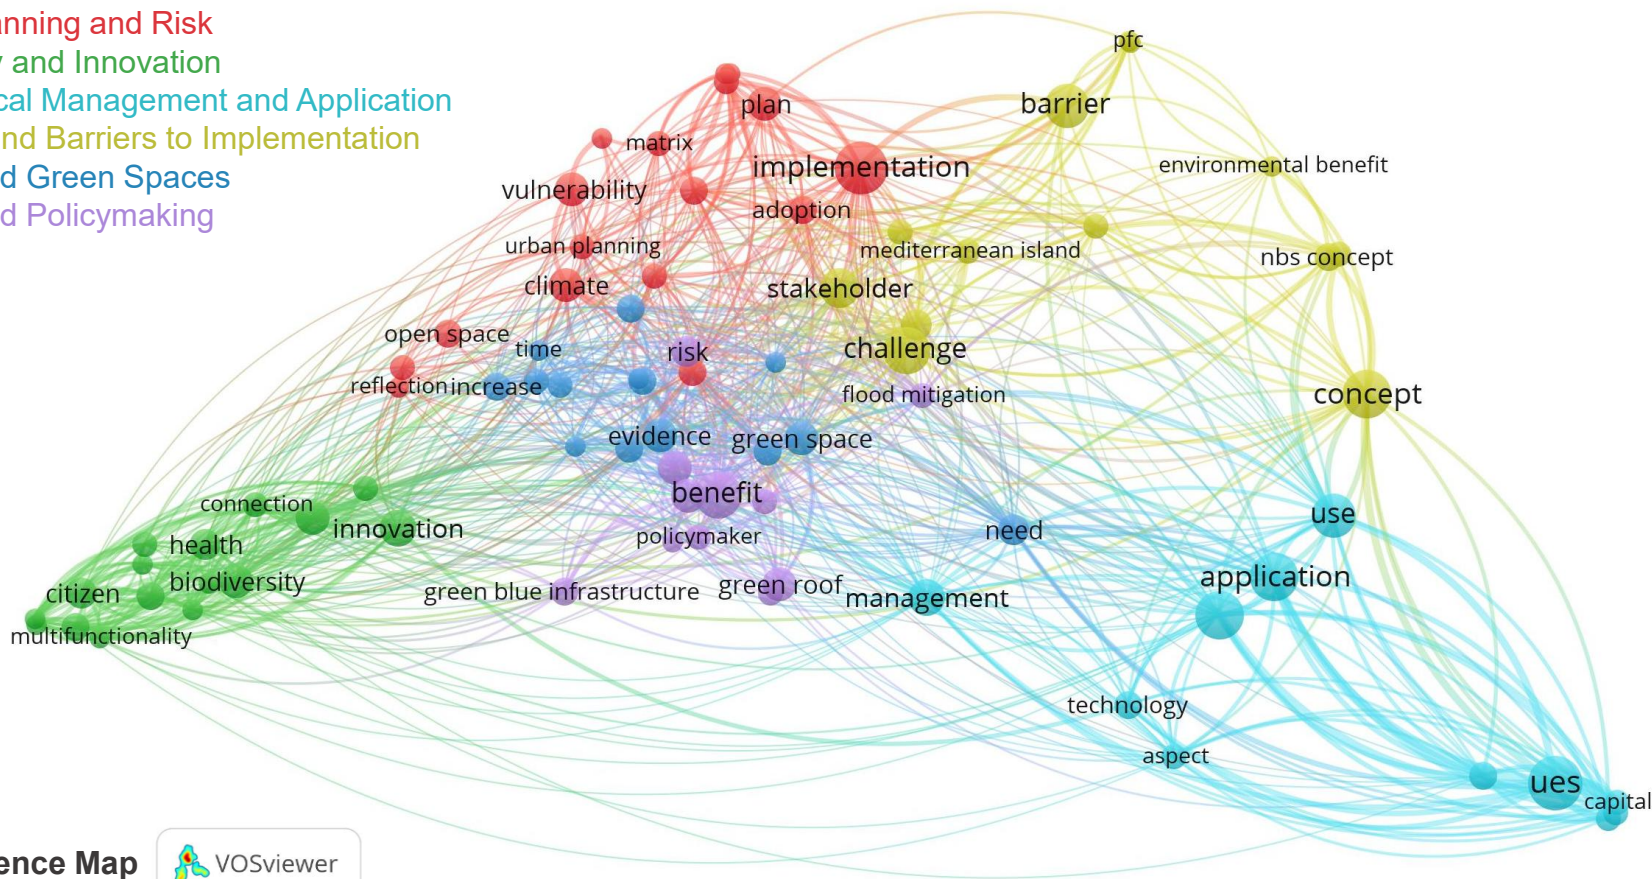 nning and Risk
and Innovation
cal Management and Application
nd Barriers to Implementation
d Green Spaces
d Policymaking
pfc
plan
barrier
matrix
implementation
environmental benefit
vulnerability
adoption
urban planning
mediterranean island
nbs concept
climate
stakeholder
open space
time
risk
challenge
reflection
increase
flood mitigation
concept
evidence
green space
connection
benefit
use
innovation
need
policymaker
health
application
biodiversity
citizen
green blue infrastructure
green roof
management
multifunctionality
technology
aspect
ues
capital
ence Map
VOSviewer